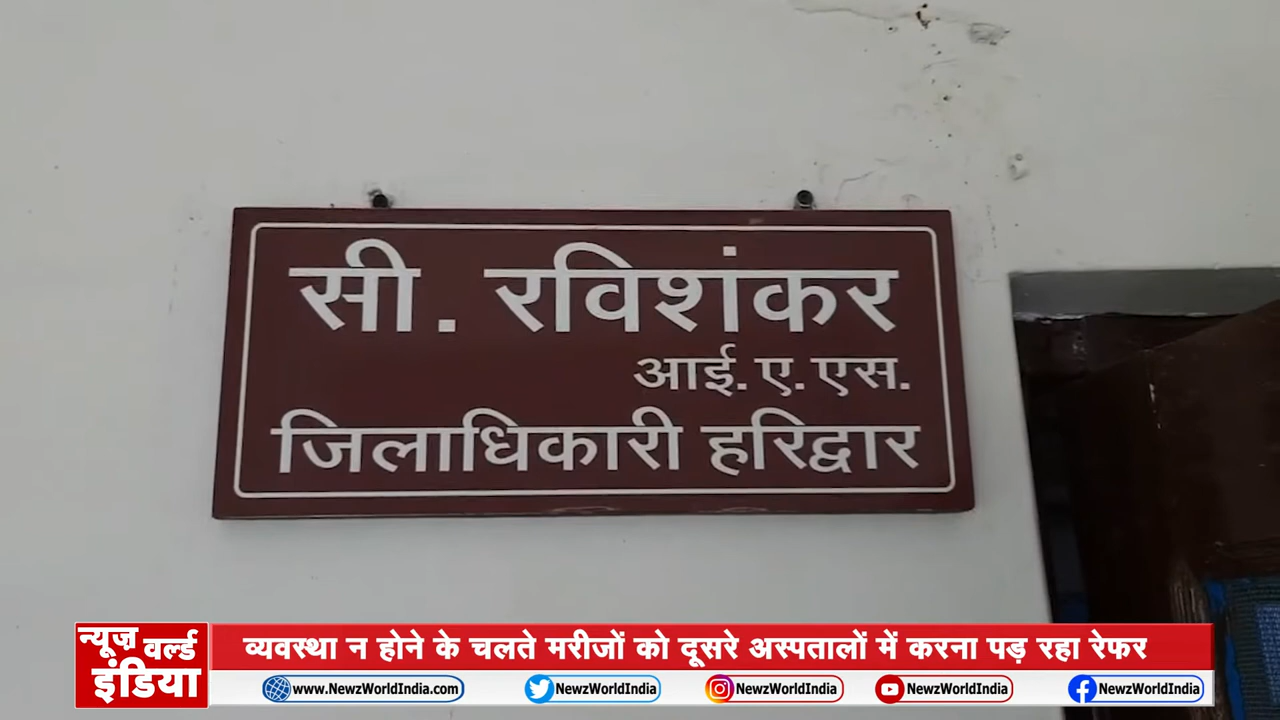 सी. रविशंकर
आई. ए. एस.
जिलाधिकारी हरिद्वार
न्यूज़ वर्ल्ड
इंडिया
व्यवस्था न होने के चलते मरीजों को दूसरे अस्पतालों में करना पड़ रहा रेफर
www.NewzWorldIndia.com NewzWorldIndia NewzWorldIndia NewzWorldIndia NewzWorldIndia